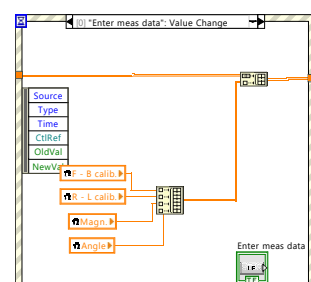 [0] "Enter meas data": Value Change
Source
Type
Time
CtlRef
OldVal
NewVal
F - B calib.
R - L calib.
Magn.
Angle
Enter meas data
TF